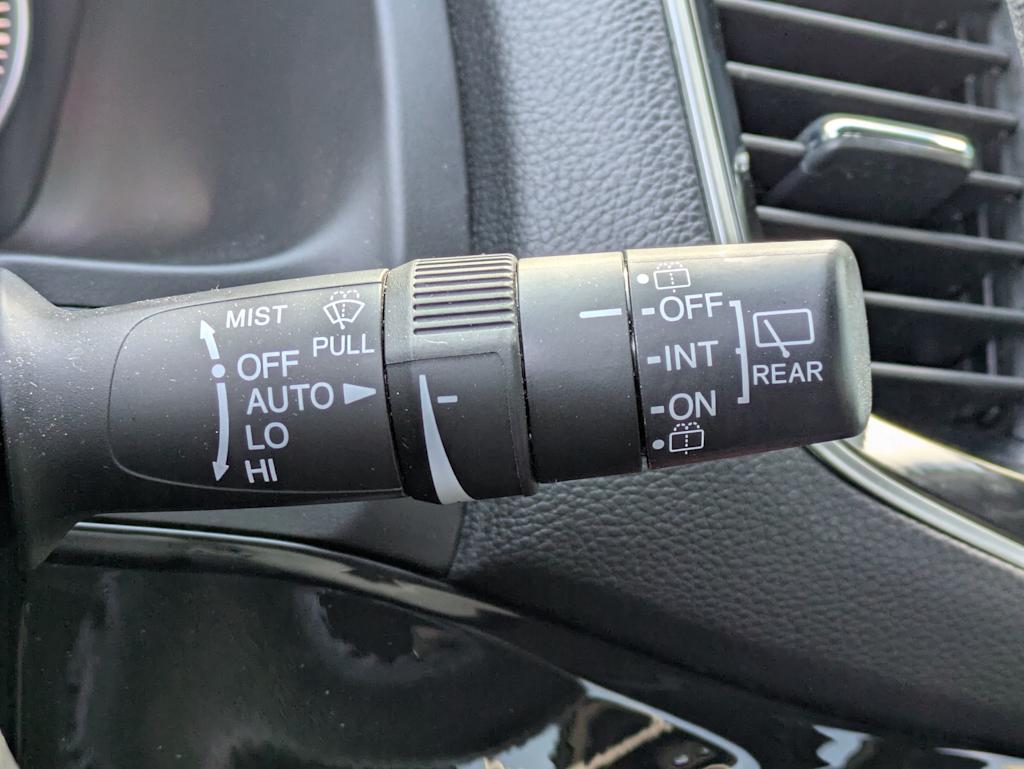 MIST
PULL
OFF
AUTO
LO
HI
OFF
INT
ON
REAR